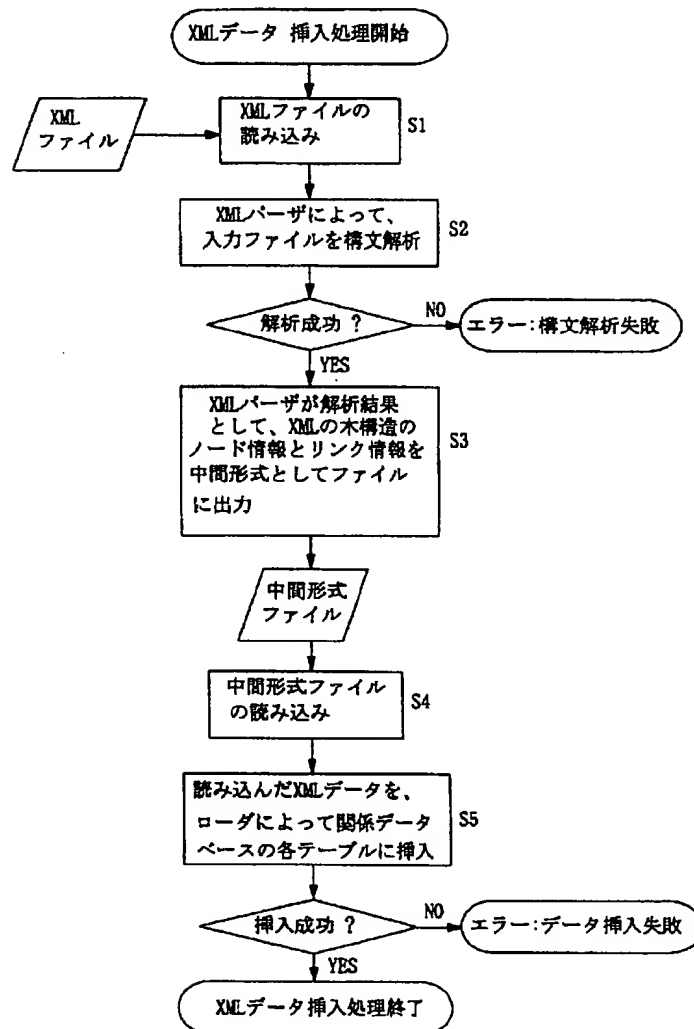 XMLデータ 挿入処理開始
XML
ファイル
XMLファイルの
読み込み
S1
XMLパーザによって、
入力ファイルを構文解析
S2
解析成功？
NO
エラー：構文解析失敗
YES
XMLパーザが解析結果
として、XMLの木構造の
ノード情報とリンク情報を
中間形式としてファイル
に出力
S3
中間形式
ファイル
中間形式ファイル
の読み込み
S4
読み込んだXMLデータを、
ローダによって関係データ
ベースの各テーブルに挿入
S5
挿入成功？
NO
エラー：データ挿入失敗
YES
XMLデータ挿入処理終了